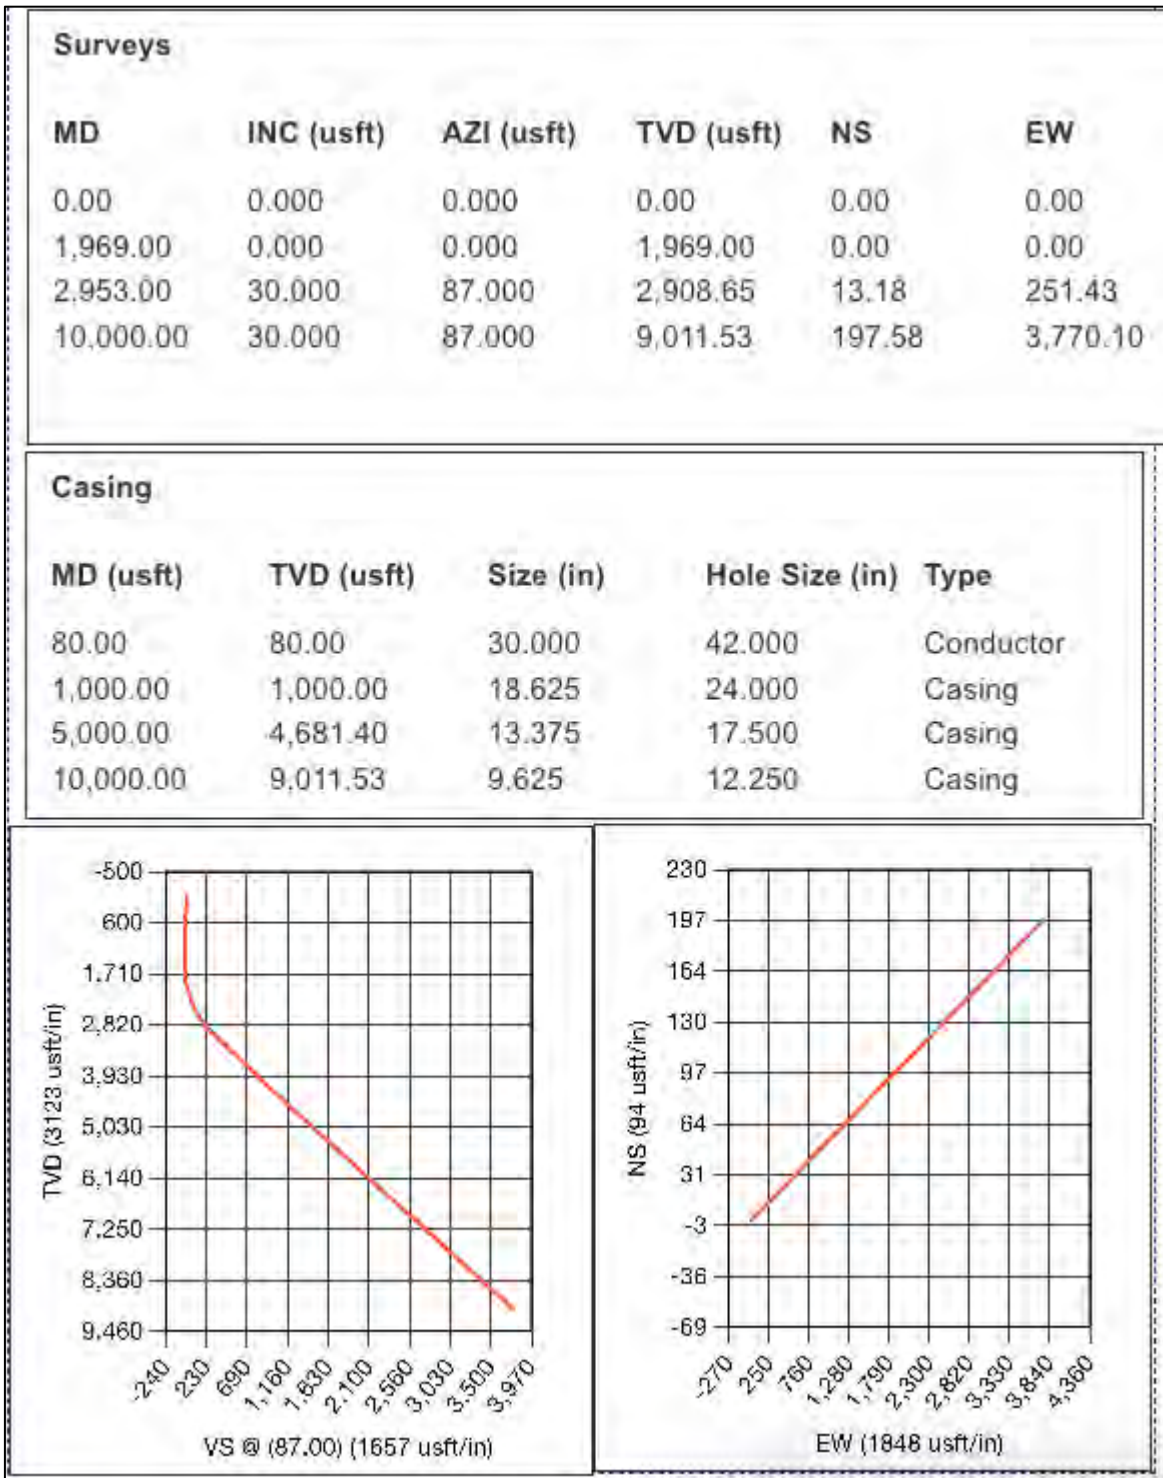 Surveys
MD INC (usft) AZI (usft) TVD (usft) NS EW
0.00 0.000 0.000 0.00 0.00 0.00
1,969.00 0.000 0.000 1,969.00 0.00 0.00
2,953.00 30.000 87.000 2,908.65 13.18 251.43
10,000.00 30.000 87.000 9,011.53 197.58 3,770.10
Casing
MD (usft) TVD (usft) Size (in) Hole Size (in) Type
80.00 80.00 30.000 42.000 Conductor
1,000.00 1,000.00 18.625 24.000 Casing
5,000.00 4,681.40 13.375 17.500 Casing
10,000.00 9,011.53 9.625 12.250 Casing
TVD (3123 usft/in)
-500
600
1,710
2,820
3,930
5,030
6,140
7,250
8,360
9,460
-240 230 690 1,160 1,630 2,100 2,560 3,030 3,500 3,970
VS @ (87.00) (1657 usft/in)
NS (94 usft/in)
230
197
164
130
97
64
31
-3
-36
-69
-270 250 760 1,280 1,790 2,300 2,820 3,330 3,840 4,360
EW (1848 usft/in)